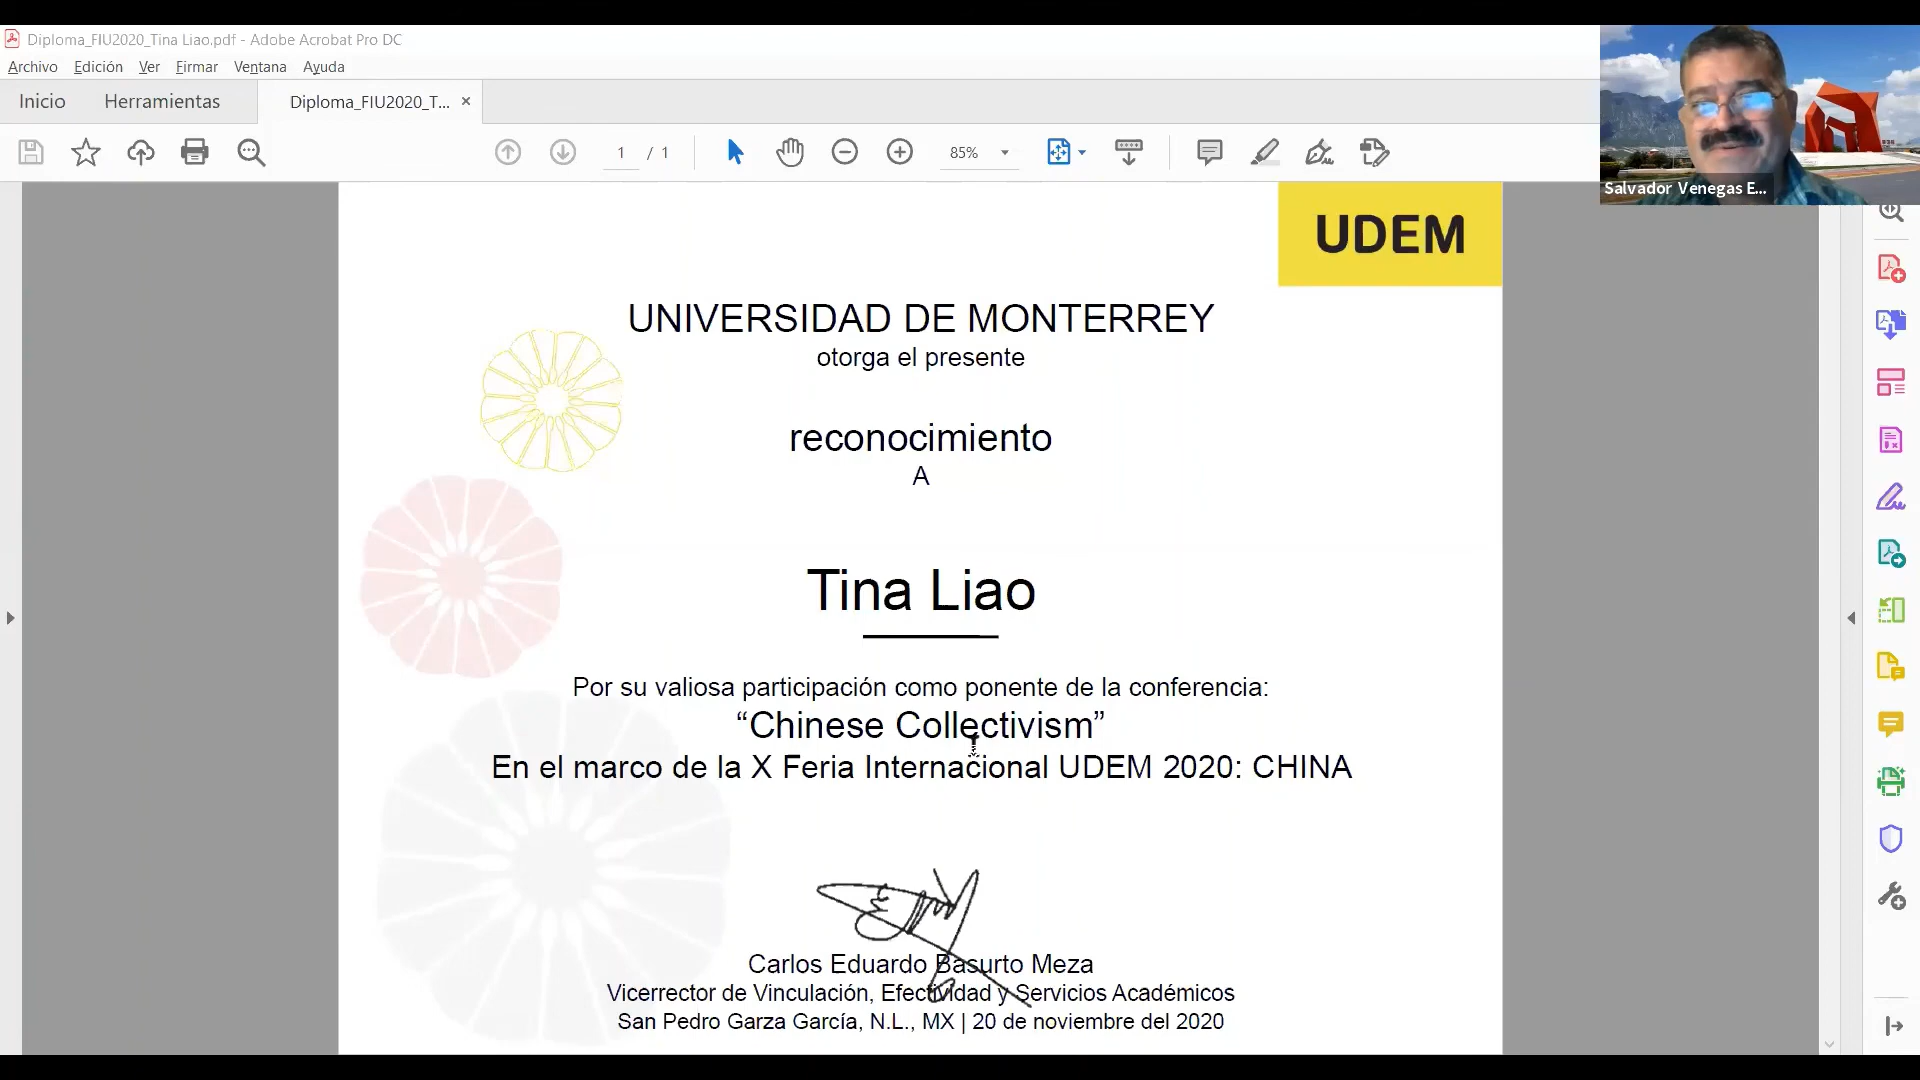 Diploma_FIU2020_Tina Liao.pdf - Adobe Acrobat Pro DC
Archivo Edición Ver Firmar Ventana Ayuda
Inicio Herramientas Diploma_FIU2020_T... ×
1 / 1 85%
Salvador Venegas E...
UDEM
UNIVERSIDAD DE MONTERREY
otorga el presente
reconocimiento
A
Tina Liao
Por su valiosa participación como ponente de la conferencia:
“Chinese Collectivism”
En el marco de la X Feria Internacional UDEM 2020: CHINA
Carlos Eduardo Basurto Meza
Vicerrector de Vinculación, Efectividad y Servicios Académicos
San Pedro Garza García, N.L., MX | 20 de noviembre del 2020